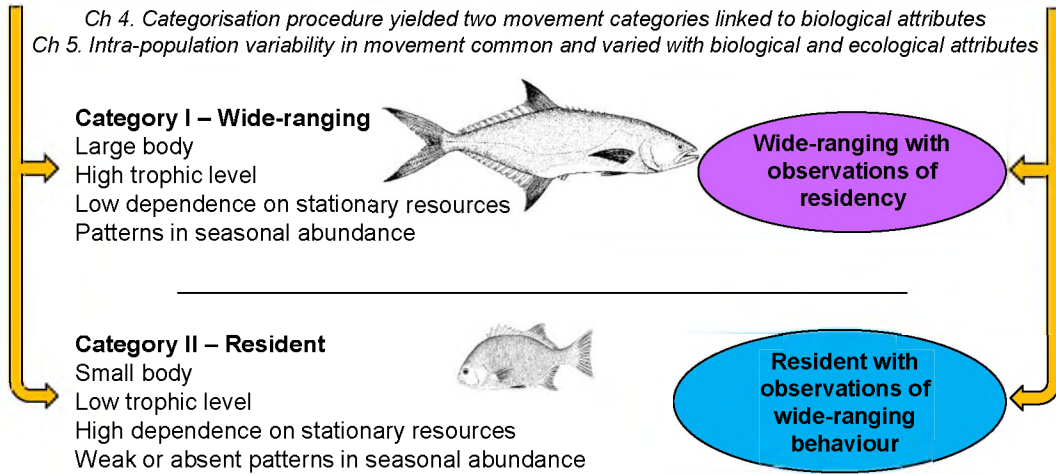 Ch 4. Categorisation procedure yielded two movement categories linked to biological attributes
Ch 5. Intra-population variability in movement common and varied with biological and ecological attributes
Category I – Wide-ranging
Large body
High trophic level
Low dependence on stationary resources
Patterns in seasonal abundance
Wide-ranging with
observations of
residency
Category II – Resident
Small body
Low trophic level
High dependence on stationary resources
Weak or absent patterns in seasonal abundance
Resident with
observations of
wide-ranging
behaviour